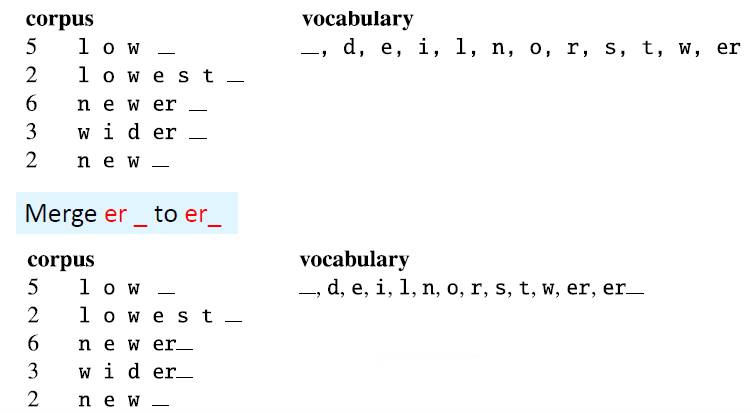 corpus vocabulary
5 l o w _ _, d, e, i, l, n, o, r, s, t, w, er
2 l o w e s t _
6 n e w er _
3 w i d er _
2 n e w _
Merge er _ to er_
corpus vocabulary
5 l o w _ _, d, e, i, l, n, o, r, s, t, w, er, er_
2 l o w e s t _
6 n e w er_
3 w i d er_
2 n e w _